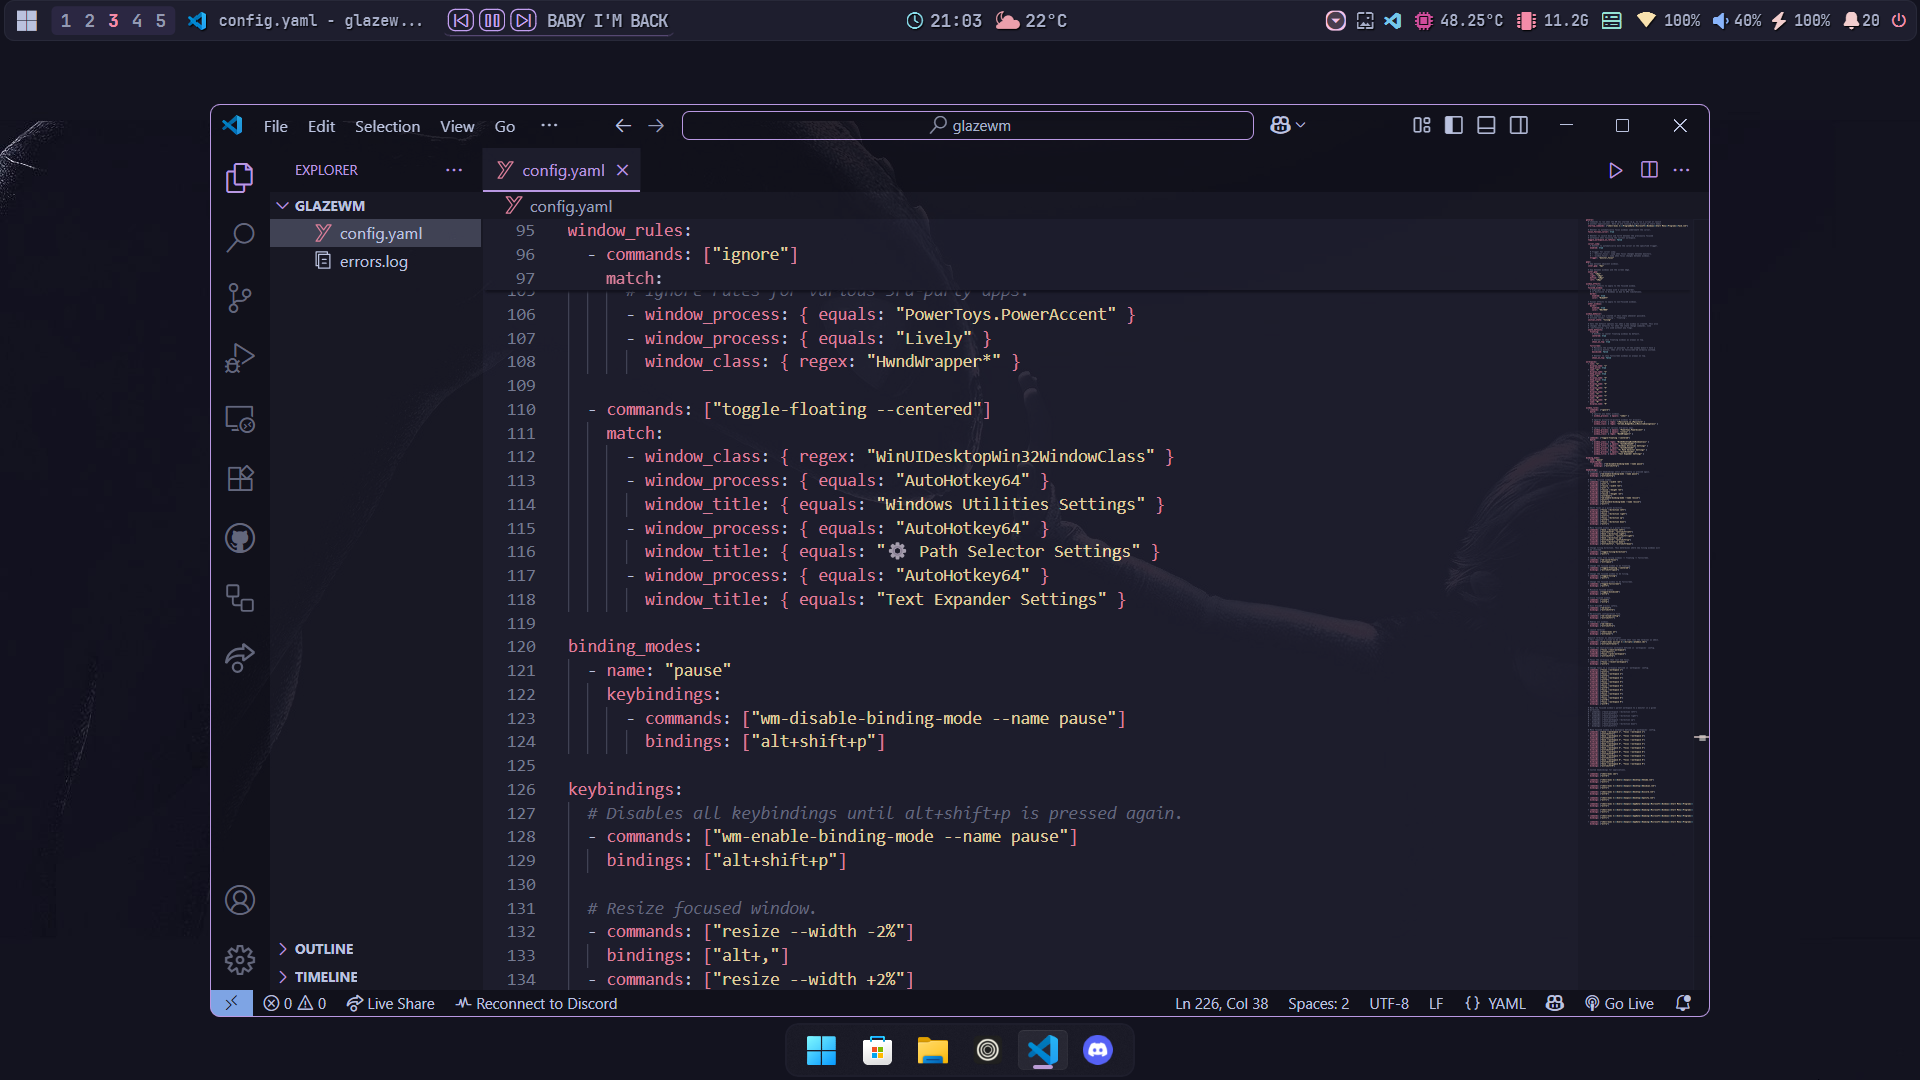 1 2 3 4 5 config.yaml - glazew... BABY I'M BACK 21:03 22°C 48.25°C 11.2G 100% 40% 100% 20
File Edit Selection View Go ··· glazewm
EXPLORER ··· config.yaml
GLAZEWM
config.yaml
errors.log
config.yaml
95 window_rules:
96 - commands: ["ignore"]
97 match:
105 # Ignore rules for various 3rd-party apps.
106 - window_process: { equals: "PowerToys.PowerAccent" }
107 - window_process: { equals: "Lively" }
108 window_class: { regex: "HwndWrapper*" }
109
110 - commands: ["toggle-floating --centered"]
111 match:
112 - window_class: { regex: "WinUIDesktopWin32WindowClass" }
113 - window_process: { equals: "AutoHotkey64" }
114 window_title: { equals: "Windows Utilities Settings" }
115 - window_process: { equals: "AutoHotkey64" }
116 window_title: { equals: "⚙ Path Selector Settings" }
117 - window_process: { equals: "AutoHotkey64" }
118 window_title: { equals: "Text Expander Settings" }
119
120 binding_modes:
121 - name: "pause"
122 keybindings:
123 - commands: ["wm-disable-binding-mode --name pause"]
124 bindings: ["alt+shift+p"]
125
126 keybindings:
127 # Disables all keybindings until alt+shift+p is pressed again.
128 - commands: ["wm-enable-binding-mode --name pause"]
129 bindings: ["alt+shift+p"]
130
131 # Resize focused window.
132 - commands: ["resize --width -2%"]
133 bindings: ["alt+,"]
134 - commands: ["resize --width +2%"]
OUTLINE
TIMELINE
0 0 Live Share Reconnect to Discord Ln 226, Col 38 Spaces: 2 UTF-8 LF {} YAML Go Live